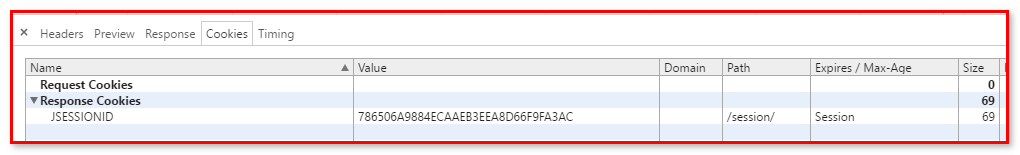 × Headers Preview Response Cookies Timing
Name ▲ Value Domain Path Expires / Max-Age Size
Request Cookies 0
▼ Response Cookies 69
JSESSIONID 786506A9884ECAAEB3EEA8D66F9FA3AC /session/ Session 69